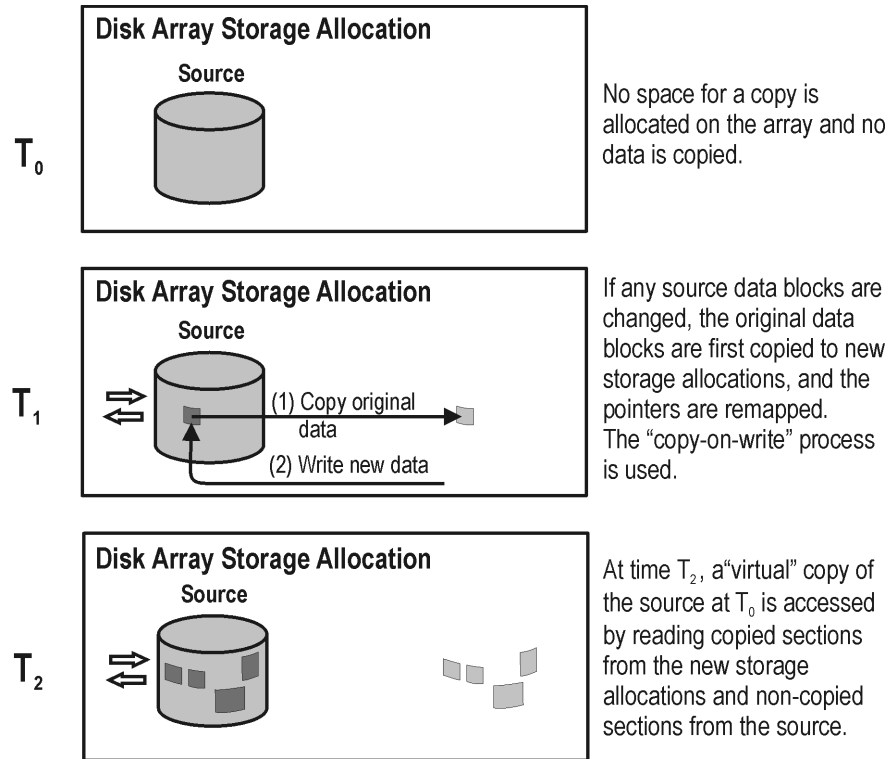 Disk Array Storage Allocation
Source
T₀
No space for a copy is
allocated on the array and no
data is copied.
Disk Array Storage Allocation
Source
T₁
(1) Copy original
data
(2) Write new data
If any source data blocks are
changed, the original data
blocks are first copied to new
storage allocations, and the
pointers are remapped.
The “copy-on-write” process
is used.
Disk Array Storage Allocation
Source
T₂
At time T₂, a“virtual” copy of
the source at T₀ is accessed
by reading copied sections
from the new storage
allocations and non-copied
sections from the source.